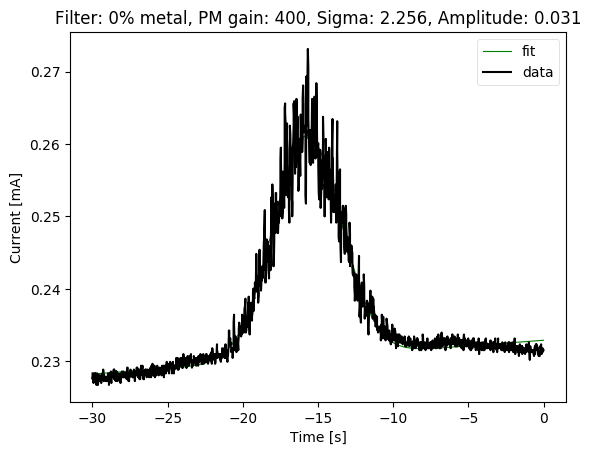 Filter: 0% metal, PM gain: 400, Sigma: 2.256, Amplitude: 0.031
fit
data
0.27
0.26
0.25
0.24
0.23
Current [mA]
−30 −25 −20 −15 −10 −5 0
Time [s]